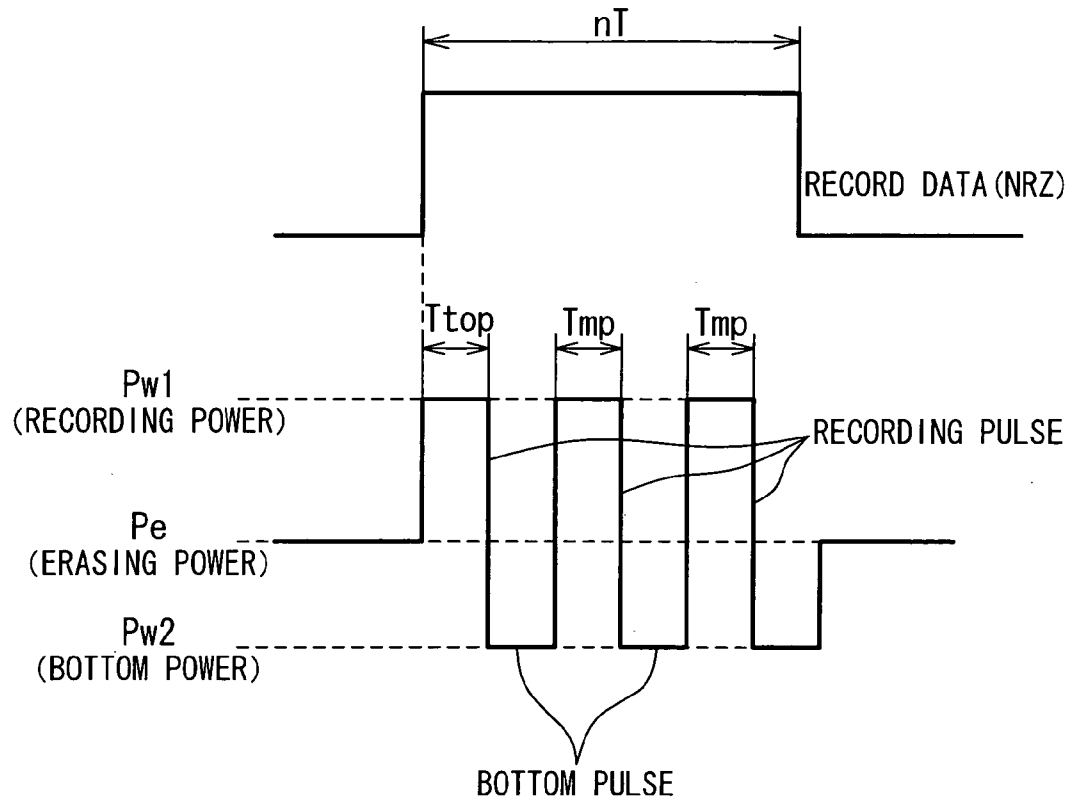 nT
RECORD DATA(NRZ)
Ttop
Tmp
Tmp
Pw1
(RECORDING POWER)
RECORDING PULSE
Pe
(ERASING POWER)
Pw2
(BOTTOM POWER)
BOTTOM PULSE